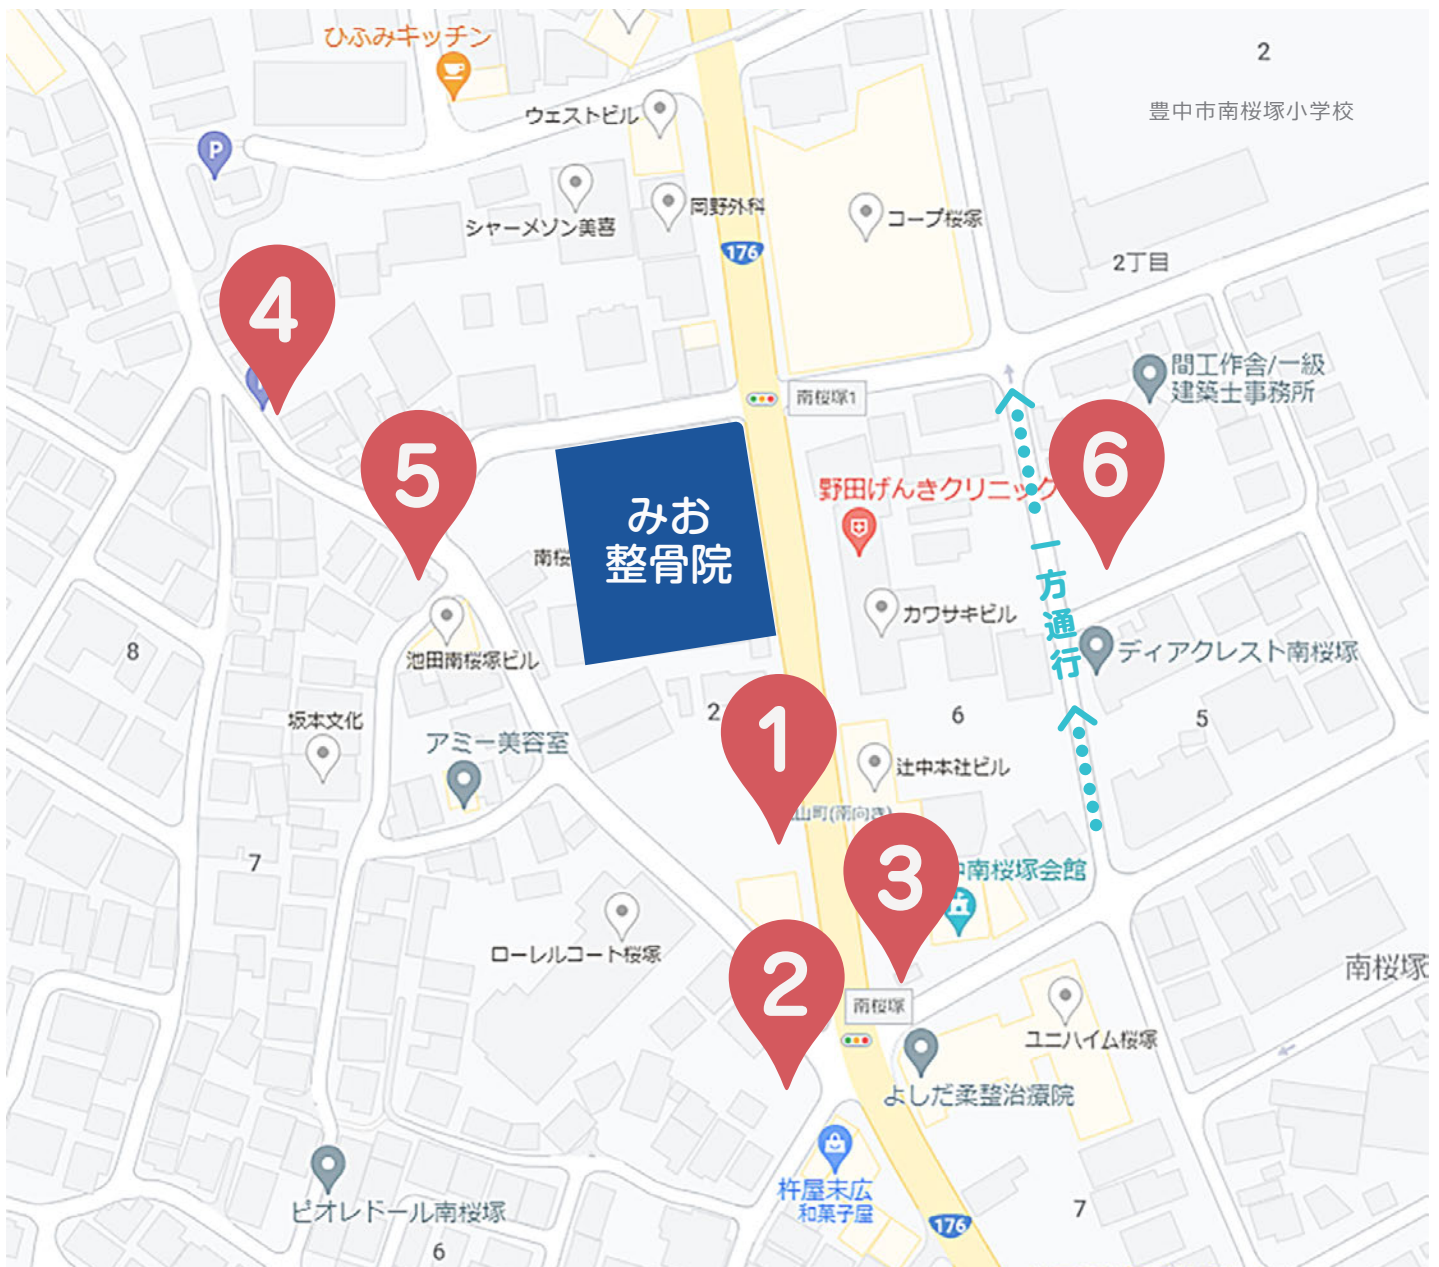 ひふみキッチン
2
豊中市南桜塚小学校
ウェストビル
P
岡野外科
シャーメゾン美喜
コープ桜塚
176
2丁目
4
間工作舎/一級
建築士事務所
南桜塚1
5
6
野田げんきクリニック
みお
整骨院
南桜
一方通行
カワサキビル
8
池田南桜塚ビル
ディアクレスト南桜塚
2
坂本文化
6
5
アミー美容室
1
辻中本社ビル
山町(南向き)
7
3
南桜塚会館
ローレルコート桜塚
2
南桜塚
南桜塚
ユニハイム桜塚
よしだ柔整治療院
杵屋末広
和菓子屋
ピオレドール南桜塚
176
7
6